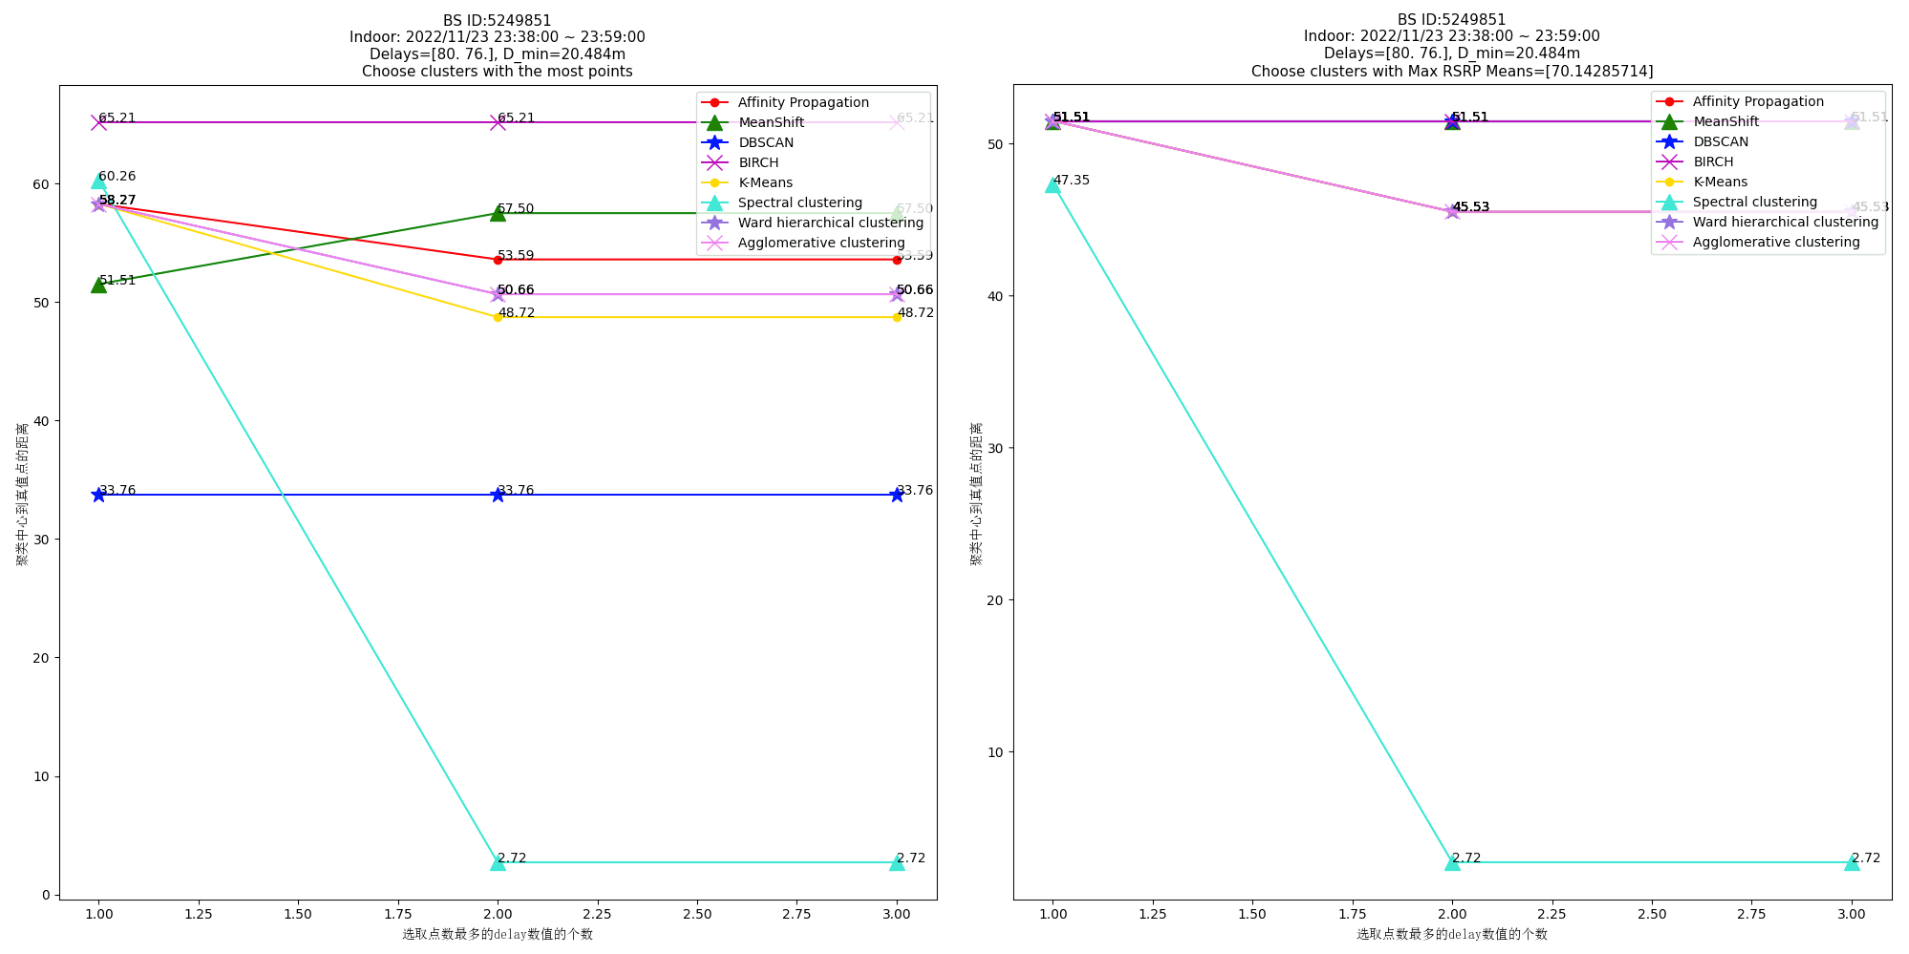 BS ID:5249851
Indoor: 2022/11/23 23:38:00 ~ 23:59:00
Delays=[80. 76.], D_min=20.484m
Choose clusters with the most points
65.21
65.21
65.21
60.26
58.27
57.50
57.50
53.59
53.59
51.51
50.66
50.66
48.72
48.72
33.76
33.76
33.76
2.72
2.72
Affinity Propagation
MeanShift
DBSCAN
BIRCH
K-Means
Spectral clustering
Ward hierarchical clustering
Agglomerative clustering
60
50
40
30
20
10
0
聚类中心到真值点的距离
1.00 1.25 1.50 1.75 2.00 2.25 2.50 2.75 3.00
选取点数最多的delay数值的个数
BS ID:5249851
Indoor: 2022/11/23 23:38:00 ~ 23:59:00
Delays=[80. 76.], D_min=20.484m
Choose clusters with Max RSRP Means=[70.14285714]
51.51
51.51
51.51
47.35
45.53
45.53
2.72
2.72
Affinity Propagation
MeanShift
DBSCAN
BIRCH
K-Means
Spectral clustering
Ward hierarchical clustering
Agglomerative clustering
50
40
30
20
10
聚类中心到真值点的距离
1.00 1.25 1.50 1.75 2.00 2.25 2.50 2.75 3.00
选取点数最多的delay数值的个数